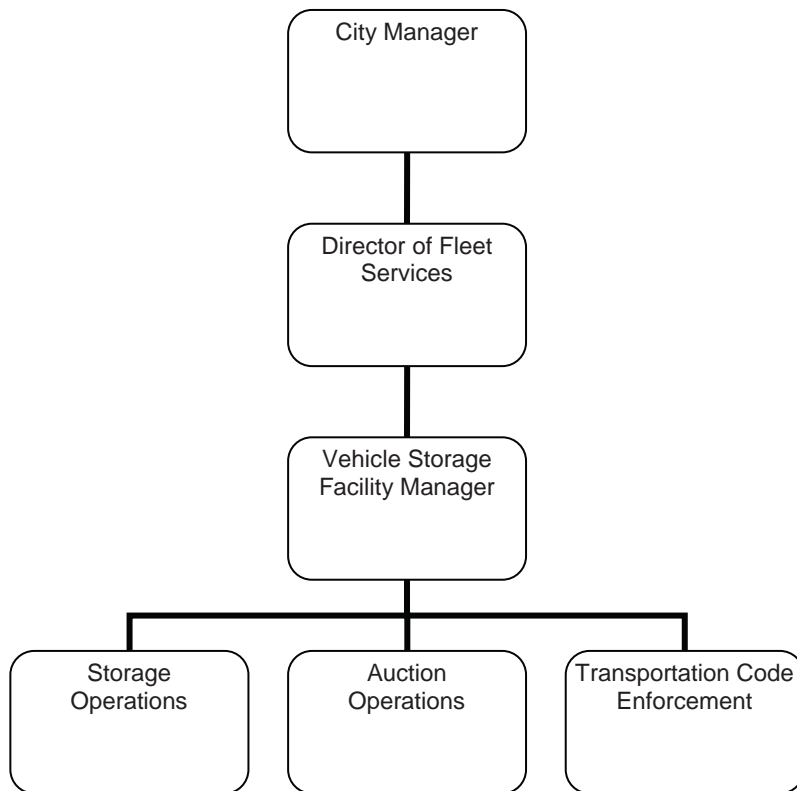 City Manager
Director of Fleet
Services
Vehicle Storage
Facility Manager
Storage
Operations
Auction
Operations
Transportation Code
Enforcement